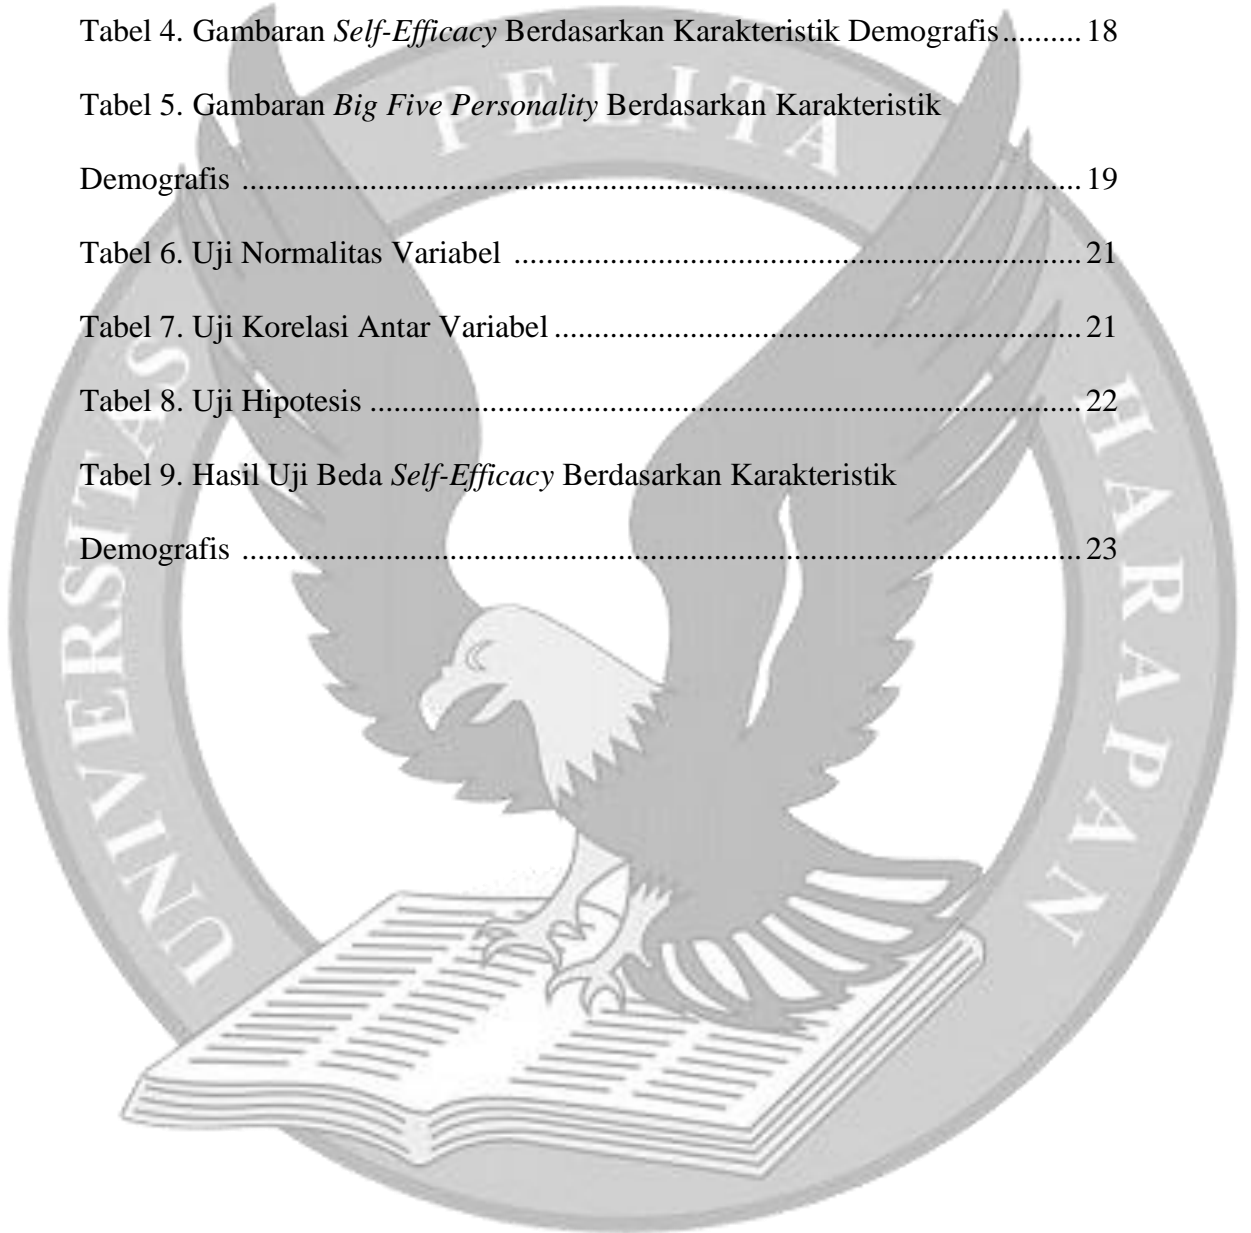 Tabel 4. Gambaran Self-Efficacy Berdasarkan Karakteristik Demografis.......... 18
Tabel 5. Gambaran Big Five Personality Berdasarkan Karakteristik
Demografis .......................................................................................................... 19
Tabel 6. Uji Normalitas Variabel ........................................................................ 21
Tabel 7. Uji Korelasi Antar Variabel ................................................................... 21
Tabel 8. Uji Hipotesis .......................................................................................... 22
Tabel 9. Hasil Uji Beda Self-Efficacy Berdasarkan Karakteristik
Demografis .......................................................................................................... 23
UNIVERSITAS PELITA HARAPAN